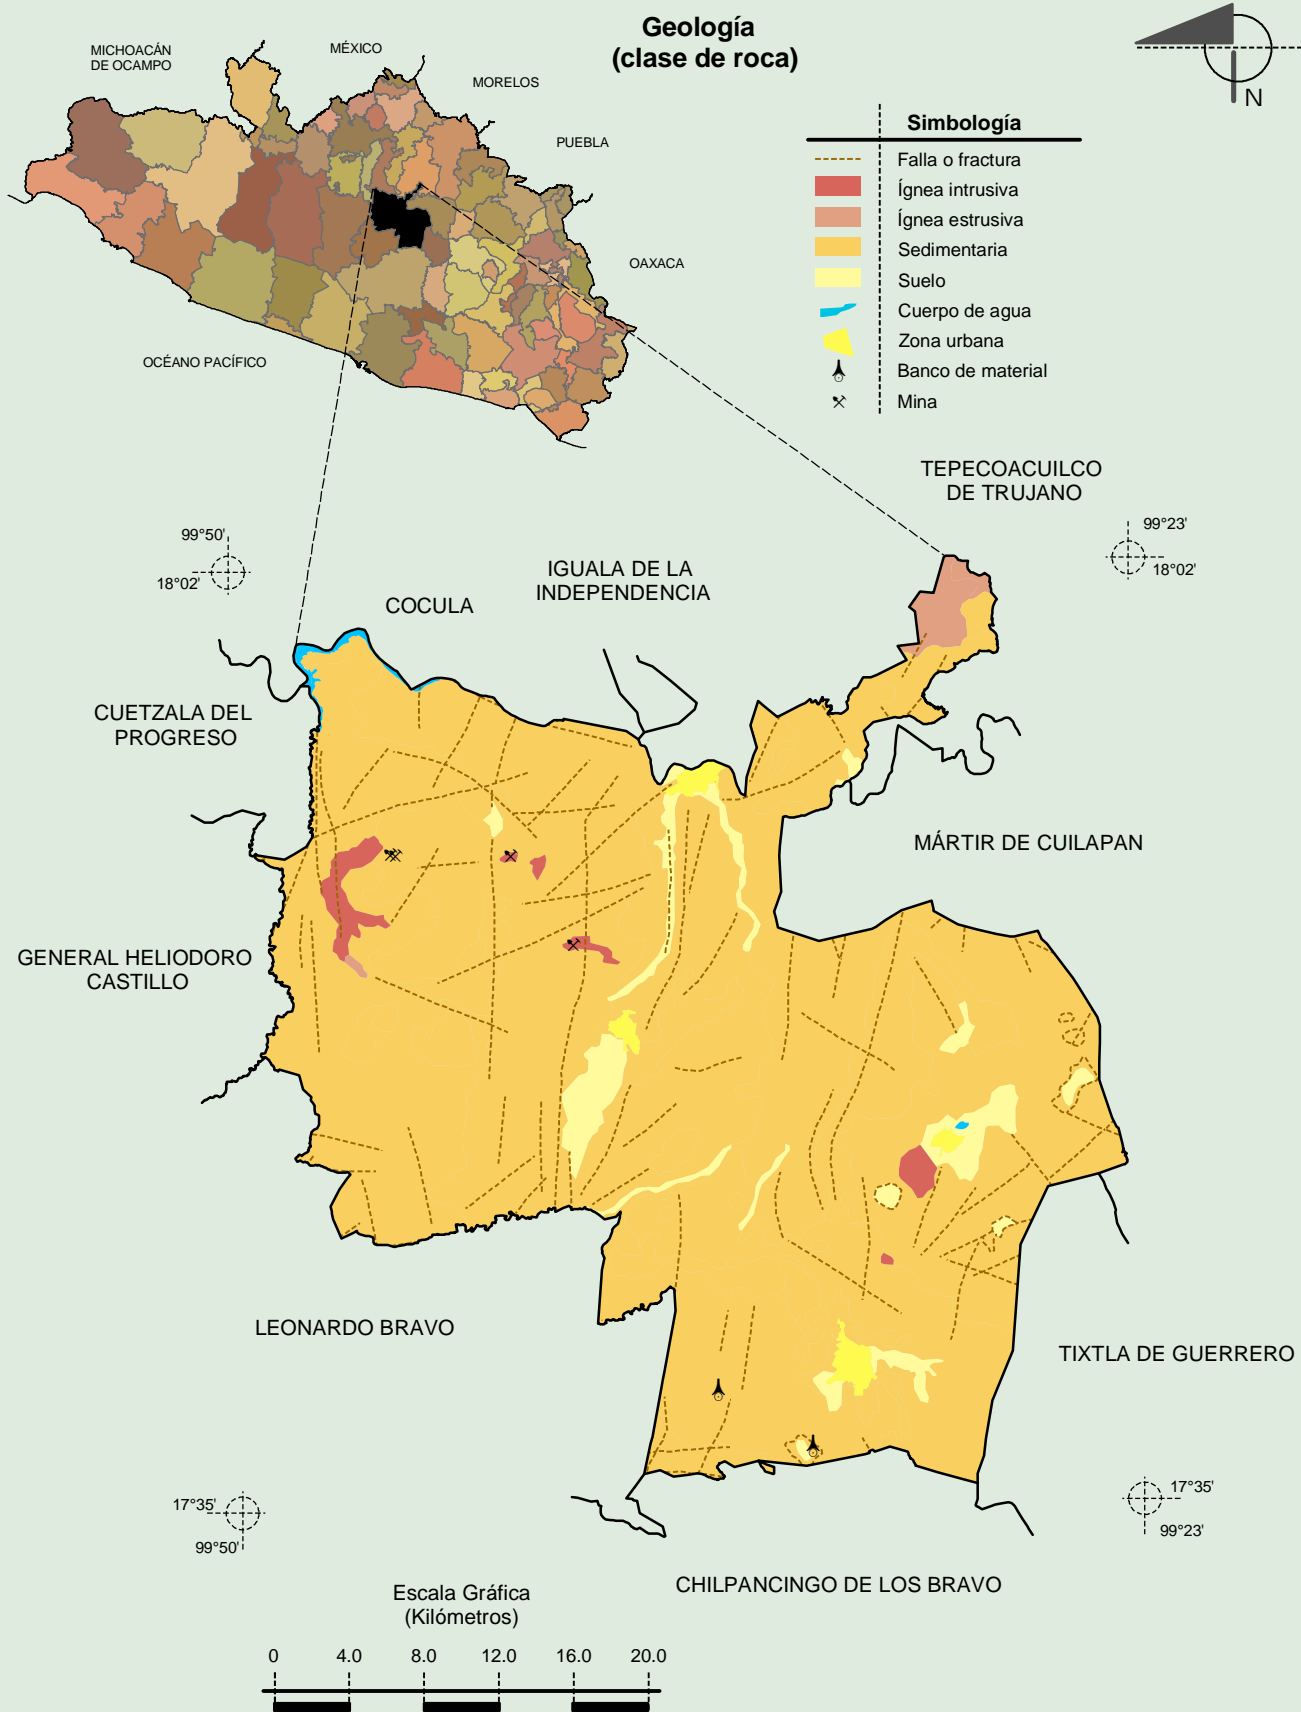 Geología
(clase de roca)
N
MICHOACÁN
DE OCAMPO
MÉXICO
MORELOS
PUEBLA
OAXACA
OCÉANO PACÍFICO
Simbología
Falla o fractura
Ígnea intrusiva
Ígnea estrusiva
Sedimentaria
Suelo
Cuerpo de agua
Zona urbana
Banco de material
Mina
TEPECOACUILCO
DE TRUJANO
99°50'
18°02'
99°23'
18°02'
IGUALA DE LA
INDEPENDENCIA
COCULA
CUETZALA DEL
PROGRESO
MÁRTIR DE CUILAPAN
GENERAL HELIODORO
CASTILLO
LEONARDO BRAVO
TIXTLA DE GUERRERO
17°35'
99°50'
17°35'
99°23'
CHILPANCINGO DE LOS BRAVO
Escala Gráfica
(Kilómetros)
0 4.0 8.0 12.0 16.0 20.0